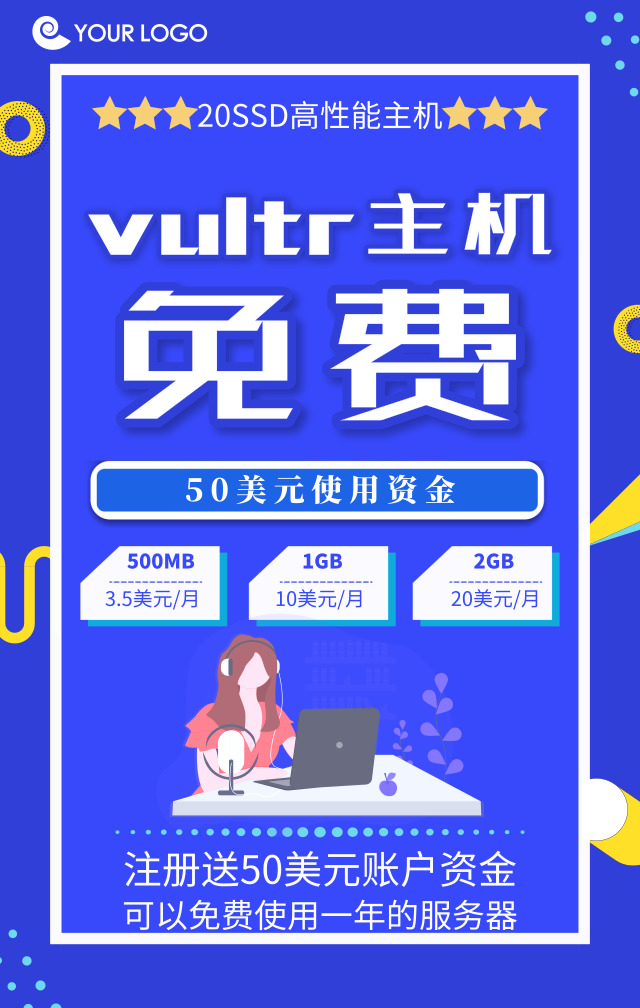 YOUR LOGO
20SSD高性能主机
vultr主机
免费
50美元使用资金
500MB
3.5美元/月
1GB
10美元/月
2GB
20美元/月
注册送50美元账户资金
可以免费使用一年的服务器